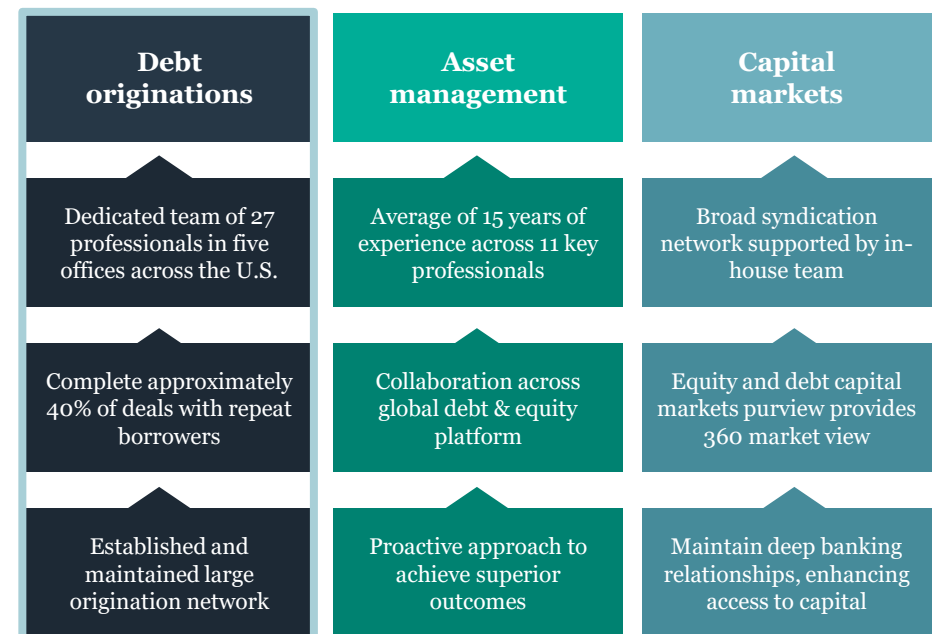 Debt
originations
Dedicated team of 27
professionals in five
offices across the U.S.
Complete approximately
40% of deals with repeat
borrowers
Established and
maintained large
origination network
Asset
management
Average of 15 years of
experience across 11 key
professionals
Collaboration across
global debt & equity
platform
Proactive approach to
achieve superior
outcomes
Capital
markets
Broad syndication
network supported by in-
house team
Equity and debt capital
markets purview provides
360 market view
Maintain deep banking
relationships, enhancing
access to capital